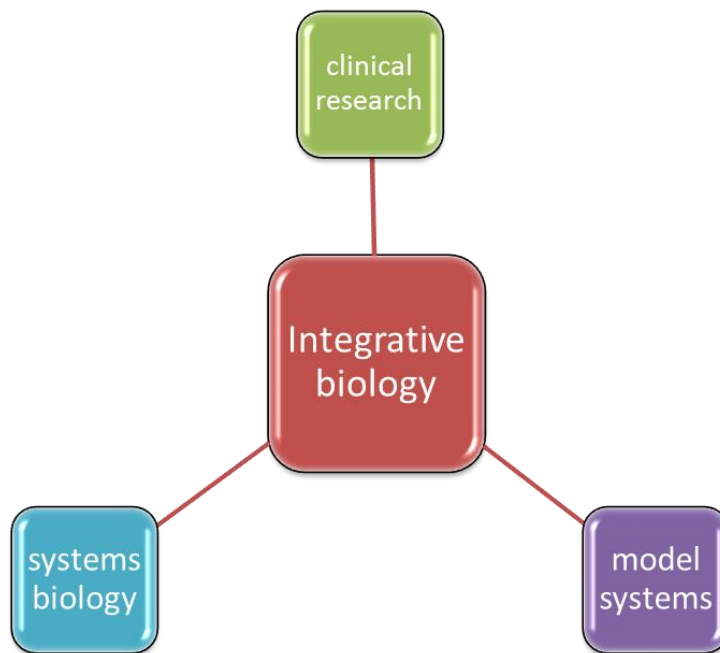 clinical
research
Integrative
biology
systems
biology
model
systems